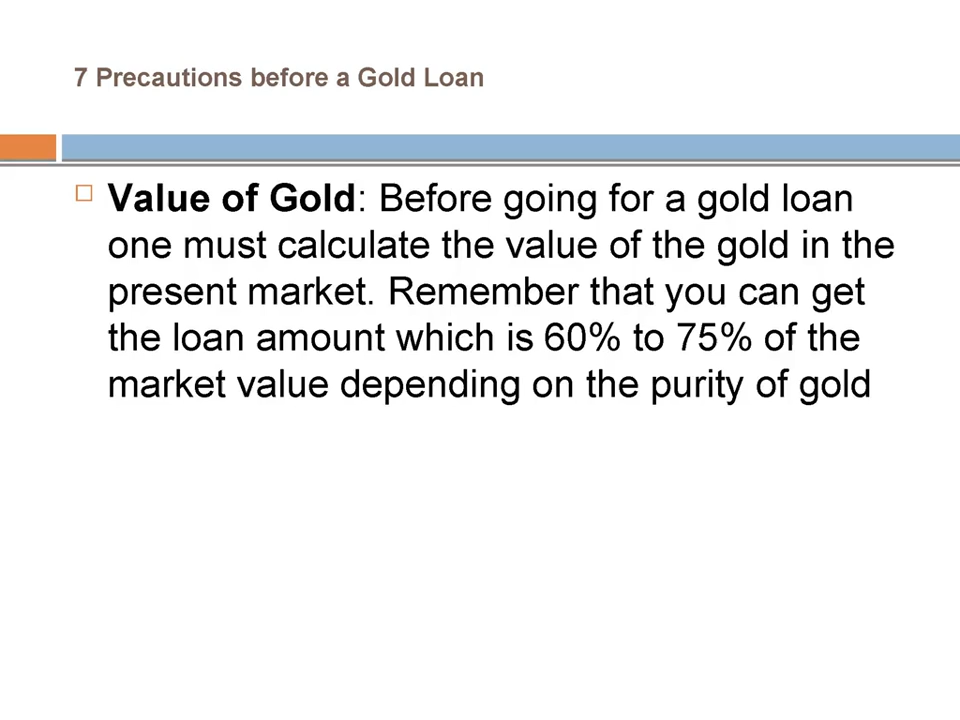 7 Precautions before a Gold Loan
Value of Gold: Before going for a gold loan
one must calculate the value of the gold in the
present market. Remember that you can get
the loan amount which is 60% to 75% of the
market value depending on the purity of gold